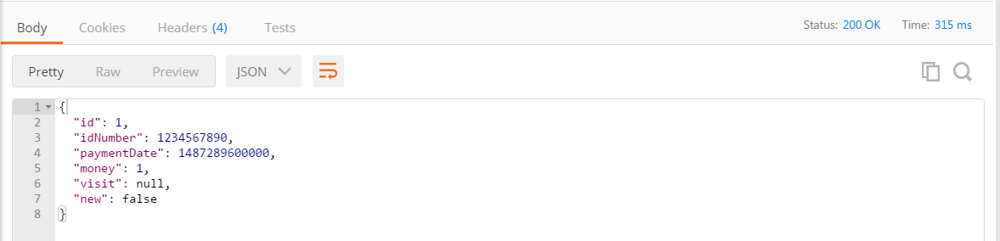 Body Cookies Headers (4) Tests Status: 200 OK Time: 315 ms
Pretty Raw Preview JSON
1 {
2 "id": 1,
3 "idNumber": 1234567890,
4 "paymentDate": 1487289600000,
5 "money": 1,
6 "visit": null,
7 "new": false
8 }